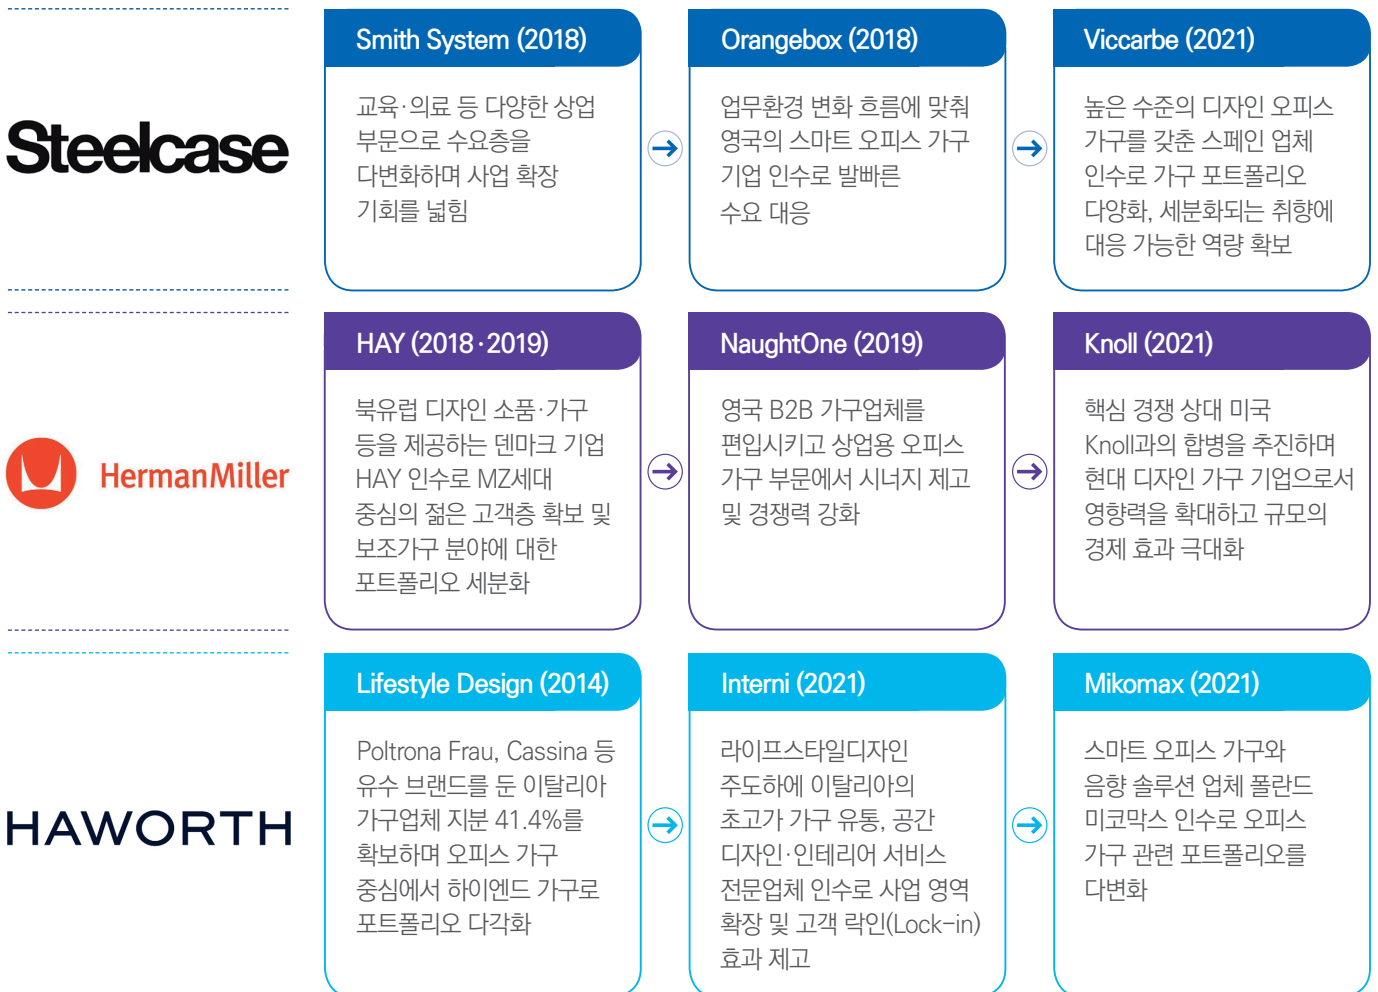 Steelcase
Smith System (2018)
교육·의료 등 다양한 상업
부문으로 수요층을
다변화하며 사업 확장
기회를 넓힘
Orangebox (2018)
업무환경 변화 흐름에 맞춰
영국의 스마트 오피스 가구
기업 인수로 발빠른
수요 대응
Viccarbe (2021)
높은 수준의 디자인 오피스
가구를 갖춘 스페인 업체
인수로 가구 포트폴리오
다양화, 세분화되는 취향에
대응 가능한 역량 확보
HermanMiller
HAY (2018·2019)
북유럽 디자인 소품·가구
등을 제공하는 덴마크 기업
HAY 인수로 MZ세대
중심의 젊은 고객층 확보 및
보조가구 분야에 대한
포트폴리오 세분화
NaughtOne (2019)
영국 B2B 가구업체를
편입시키고 상업용 오피스
가구 부문에서 시너지 제고
및 경쟁력 강화
Knoll (2021)
핵심 경쟁 상대 미국
Knoll과의 합병을 추진하며
현대 디자인 가구 기업으로서
영향력을 확대하고 규모의
경제 효과 극대화
HAWORTH
Lifestyle Design (2014)
Poltrona Frau, Cassina 등
유수 브랜드를 둔 이탈리아
가구업체 지분 41.4%를
확보하며 오피스 가구
중심에서 하이엔드 가구로
포트폴리오 다각화
Interni (2021)
라이프스타일디자인
주도하에 이탈리아의
초고가 가구 유통, 공간
디자인·인테리어 서비스
전문업체 인수로 사업 영역
확장 및 고객 락인(Lock-in)
효과 제고
Mikomax (2021)
스마트 오피스 가구와
음향 솔루션 업체 폴란드
미코막스 인수로 오피스
가구 관련 포트폴리오를
다변화